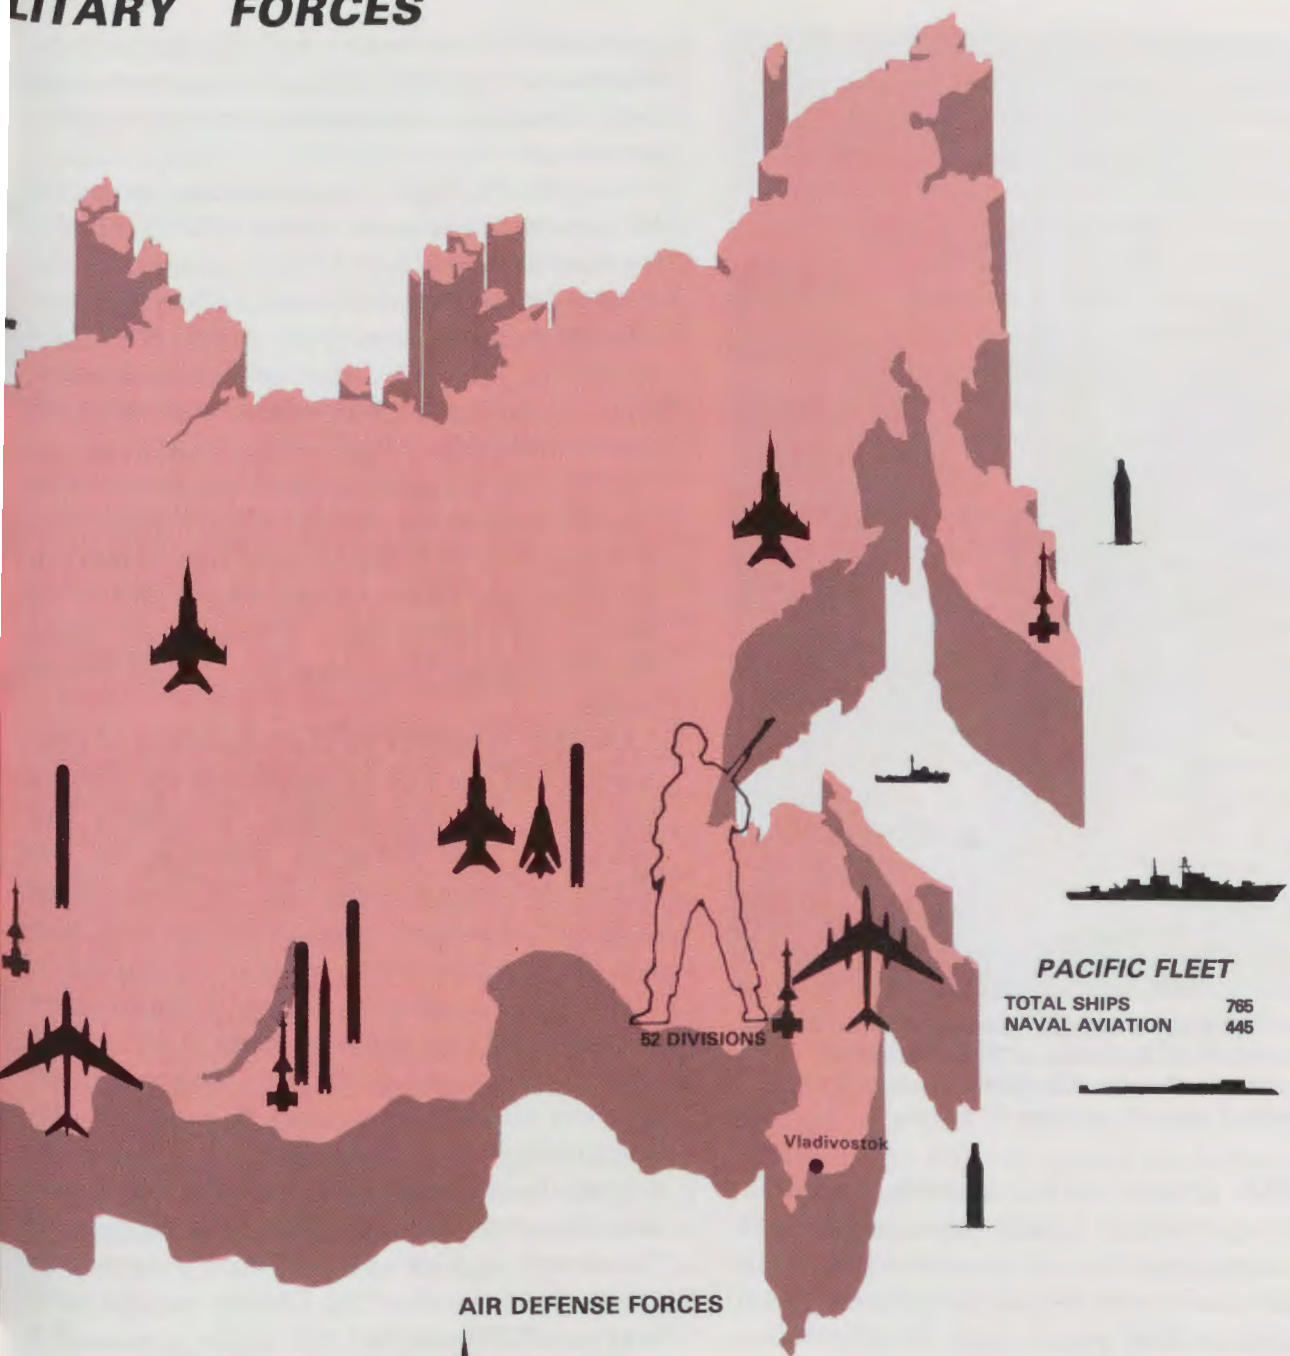 LITARY FORCES
PACIFIC FLEET
TOTAL SHIPS 765
NAVAL AVIATION 445
52 DIVISIONS
Vladivostok
AIR DEFENSE FORCES